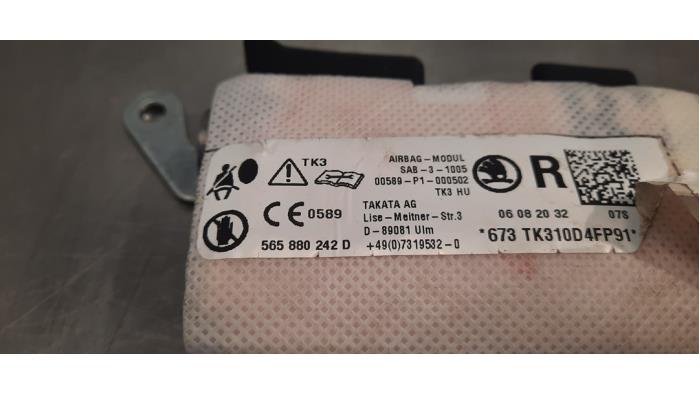 TK3
AIRBAG-MODUL
SAB-3-1005
00589-P1-000502
TK3 HU
R
CE 0589
TAKATA AG
Lise-Meitner-Str.3
D-89081 Ulm
+49(0)7319532-0
565 880 242 D
06 08 20 32
07S
*673 TK310D4FP91*